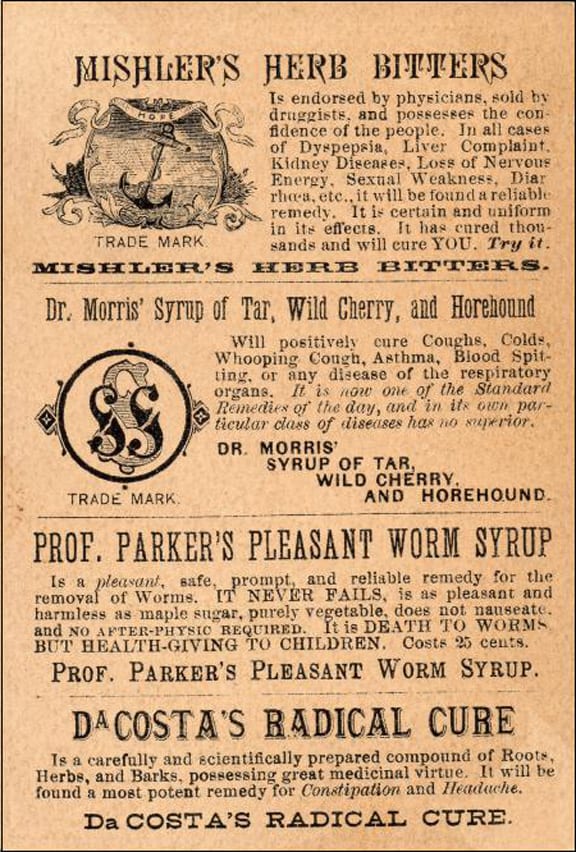 MISHLER'S HERB BITTERS
HOPE
TRADE MARK.
Is endorsed by physicians, sold by
druggists, and possesses the con-
fidence of the people. In all cases
of Dyspepsia, Liver Complaint,
Kidney Diseases, Loss of Nervous
Energy, Sexual Weakness, Diar
rhœa, etc., it will be found a reliable
remedy. It is certain and uniform
in its effects. It has cured thou-
sands and will cure YOU. Try it.
MISHLER'S HERB BITTERS.
Dr. Morris' Syrup of Tar, Wild Cherry, and Horehound
SSS
TRADE MARK.
Will positively cure Coughs, Colds,
Whooping Cough, Asthma, Blood Spit-
ting, or any disease of the respiratory
organs. It is now one of the Standard
Remedies of the day, and in its own par-
ticular class of diseases has no superior.
DR. MORRIS'
SYRUP OF TAR,
WILD CHERRY,
AND HOREHOUND.
PROF. PARKER'S PLEASANT WORM SYRUP
Is a pleasant, safe, prompt, and reliable remedy for the
removal of Worms. IT NEVER FAILS, is as pleasant and
harmless as maple sugar, purely vegetable, does not nauseate,
and NO AFTER-PHYSIC REQUIRED. It is DEATH TO WORMS
BUT HEALTH-GIVING TO CHILDREN. Costs 25 cents.
PROF. PARKER'S PLEASANT WORM SYRUP.
DACOSTA'S RADICAL CURE
Is a carefully and scientifically prepared compound of Roots,
Herbs, and Barks, possessing great medicinal virtue. It will be
found a most potent remedy for Constipation and Headache.
Da COSTA'S RADICAL CURE.